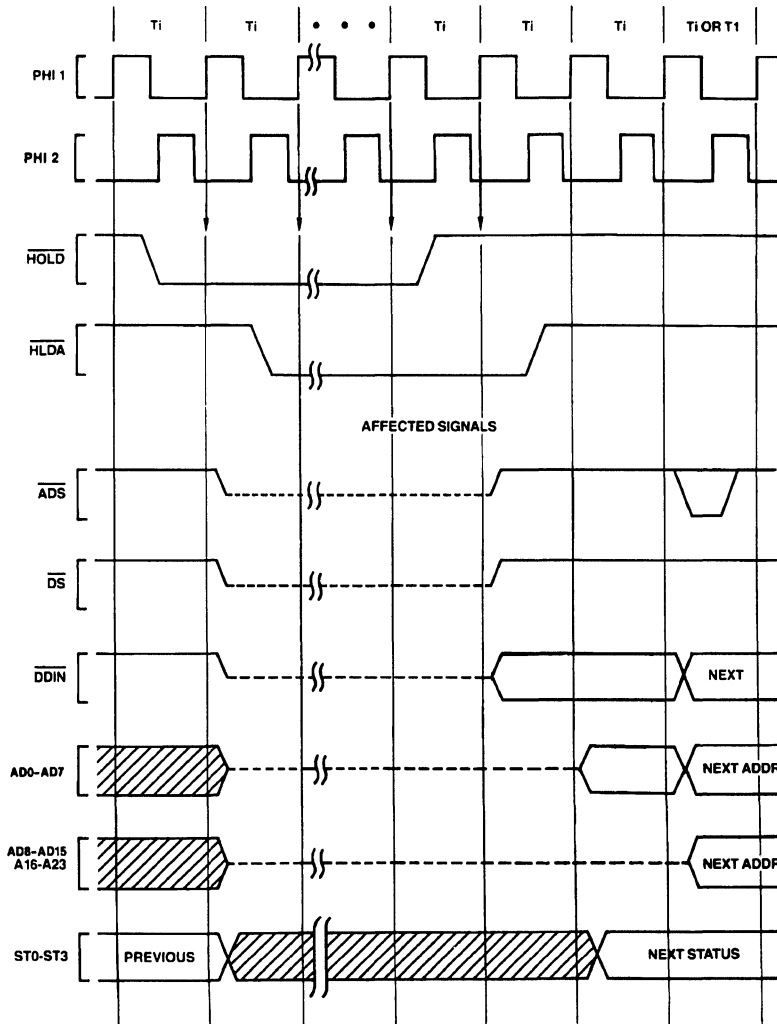 Ti Ti • • • Ti Ti Ti Ti OR T1
PHI 1
PHI 2
HOLD
HLDA
AFFECTED SIGNALS
ADS
DS
DDIN
NEXT
AD0–AD7
NEXT ADDR
AD8–AD15
A16–A23
NEXT ADDR
ST0-ST3
PREVIOUS
NEXT STATUS